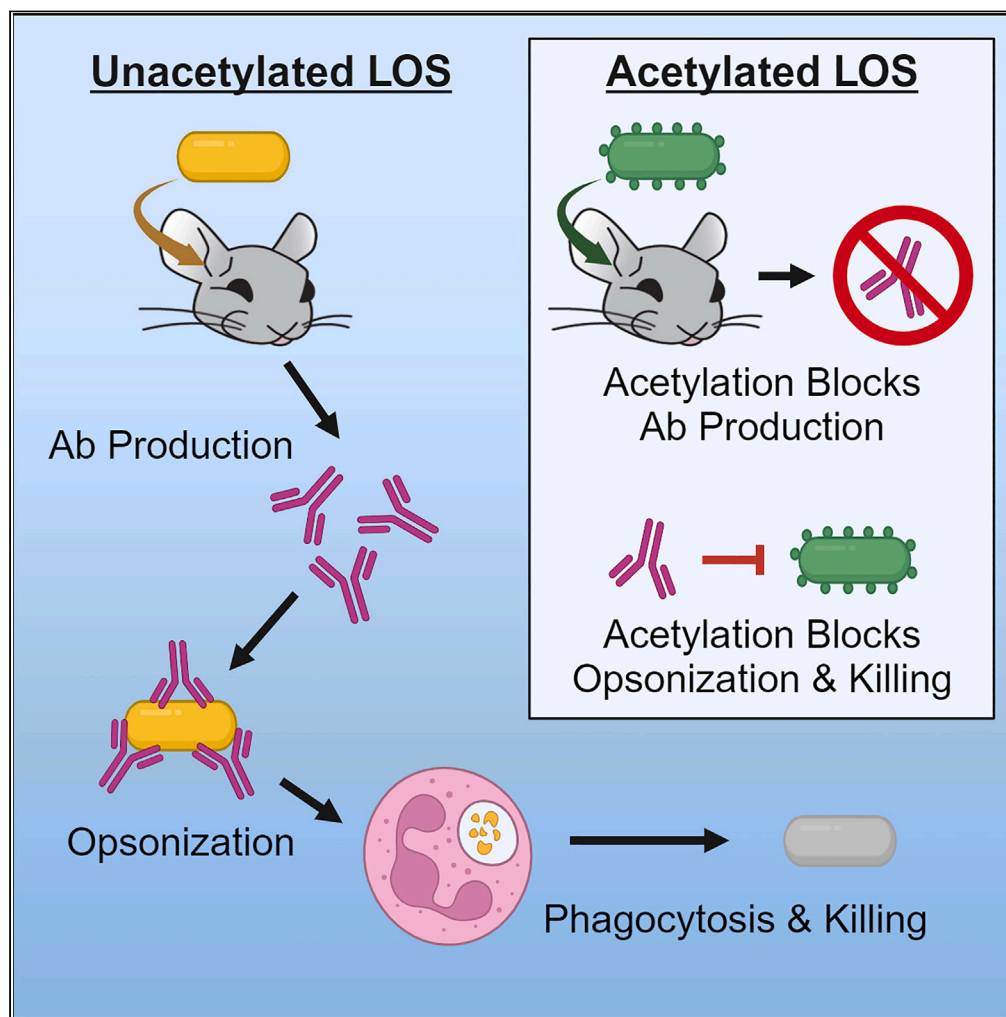 Unacetylated LOS
Ab Production
Opsonization
Phagocytosis & Killing
Acetylated LOS
Acetylation Blocks
Ab Production
Acetylation Blocks
Opsonization & Killing